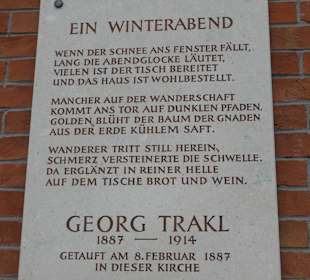 EIN WINTERABEND
WENN DER SCHNEE ANS FENSTER FÄLLT,
LANG DIE ABENDGLOCKE LÄUTET,
VIELEN IST DER TISCH BEREITET
UND DAS HAUS IST WOHLBESTELLT.
MANCHER AUF DER WANDERSCHAFT
KOMMT ANS TOR AUF DUNKLEN PFADEN.
GOLDEN BLÜHT DER BAUM DER GNADEN
AUS DER ERDE KÜHLEM SAFT.
WANDERER TRITT STILL HEREIN,
SCHMERZ VERSTEINERTE DIE SCHWELLE.
DA ERGLÄNZT IN REINER HELLE
AUF DEM TISCHE BROT UND WEIN.
GEORG TRAKL
1887 — 1914
GETAUFT AM 8. FEBRUAR 1887
IN DIESER KIRCHE